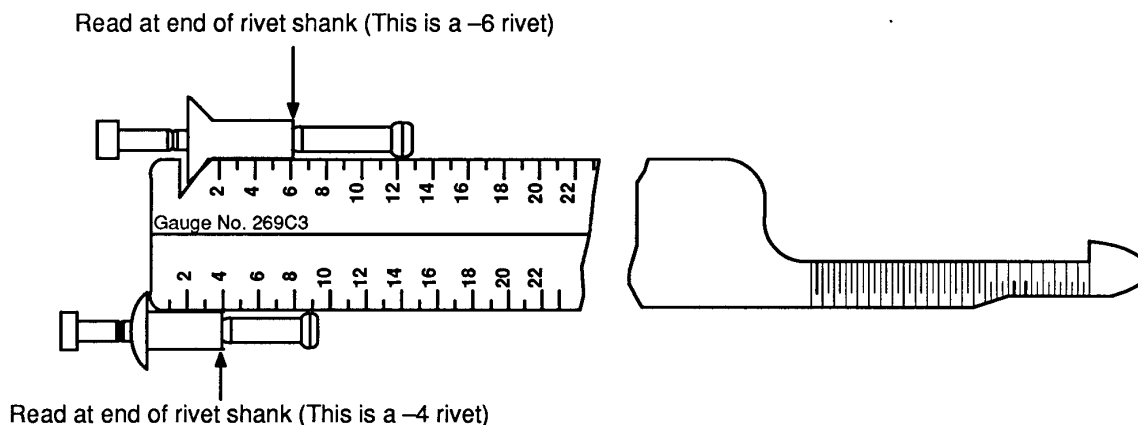 Read at end of rivet shank (This is a –6 rivet)
2 4 6 8 10 12 14 16 18 20 22
Gauge No. 269C3
2 4 6 8 10 12 14 16 18 20 22
Read at end of rivet shank (This is a –4 rivet)